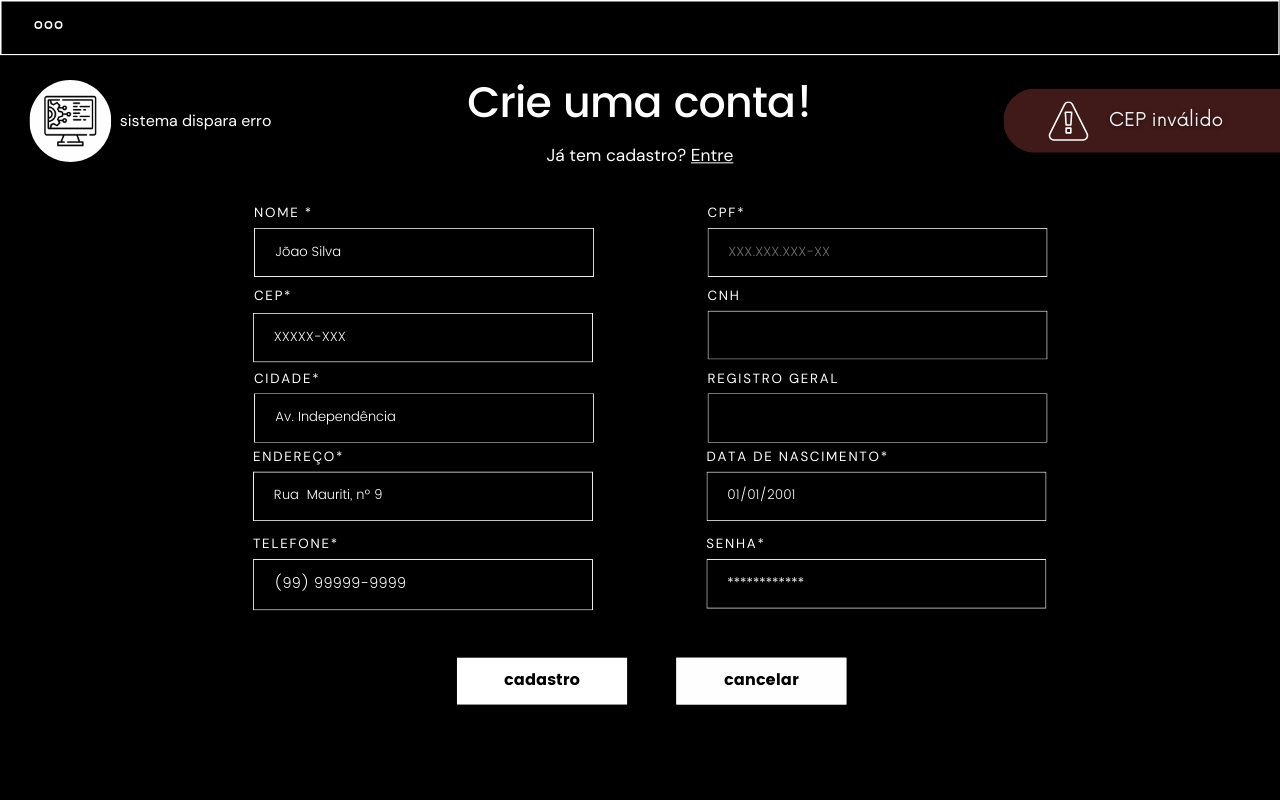 ooo
sistema dispara erro
Crie uma conta!
CEP inválido
Já tem cadastro? Entre
NOME *
Jõao Silva
CPF*
XXX.XXX.XXX-XX
CEP*
XXXXX-XXX
CNH
CIDADE*
Av. Independência
REGISTRO GERAL
ENDEREÇO*
Rua  Mauriti, nº 9
DATA DE NASCIMENTO*
01/01/2001
TELEFONE*
(99) 99999-9999
SENHA*
************
cadastro
cancelar